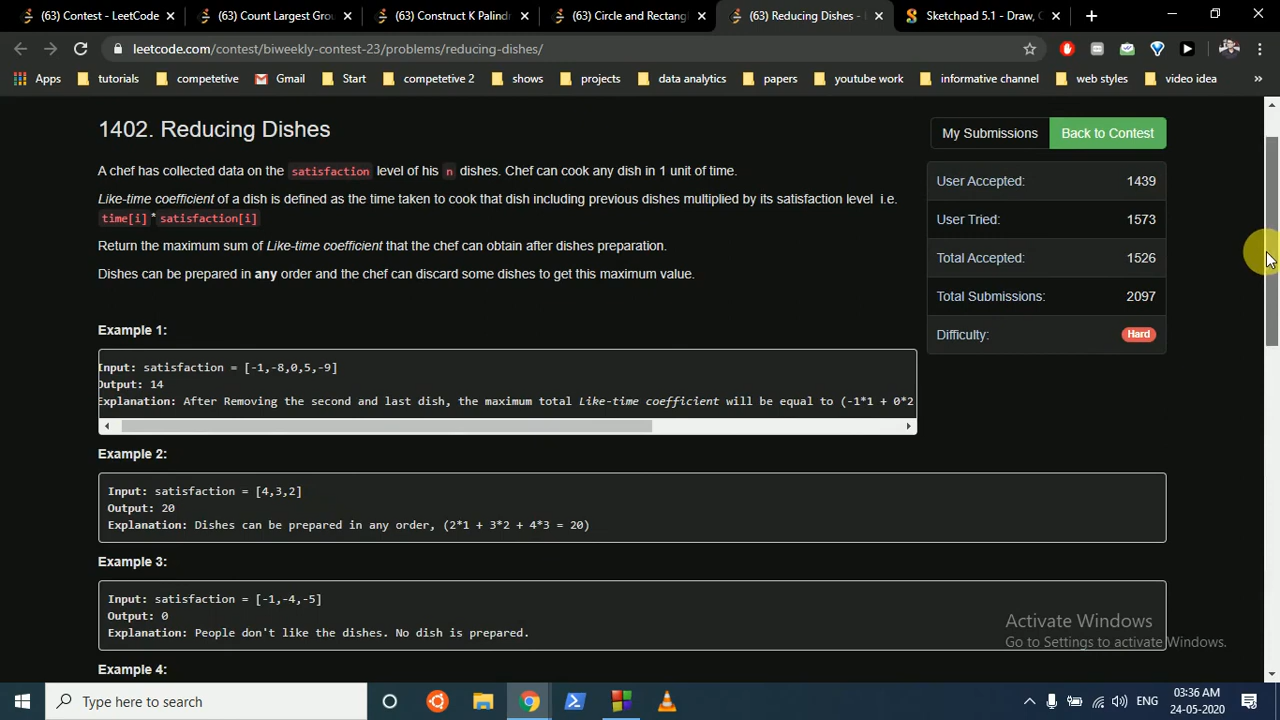 (63) Contest - LeetCode
(63) Count Largest Gro
(63) Construct K Palindr
(63) Circle and Rectang
(63) Reducing Dishes -
Sketchpad 5.1 - Draw, C
leetcode.com/contest/biweekly-contest-23/problems/reducing-dishes/
Apps tutorials competetive Gmail Start competetive 2 shows projects data analytics papers youtube work informative channel web styles video idea »
1402. Reducing Dishes
My Submissions Back to Contest
A chef has collected data on the satisfaction level of his n dishes. Chef can cook any dish in 1 unit of time.
User Accepted: 1439
Like-time coefficient of a dish is defined as the time taken to cook that dish including previous dishes multiplied by its satisfaction level i.e.
time[i]*satisfaction[i]
User Tried: 1573
Return the maximum sum of Like-time coefficient that the chef can obtain after dishes preparation.
Total Accepted: 1526
Dishes can be prepared in any order and the chef can discard some dishes to get this maximum value.
Total Submissions: 2097
Difficulty: Hard
Example 1:
Input: satisfaction = [-1,-8,0,5,-9]
Output: 14
Explanation: After Removing the second and last dish, the maximum total Like-time coefficient will be equal to (-1*1 + 0*2
Example 2:
Input: satisfaction = [4,3,2]
Output: 20
Explanation: Dishes can be prepared in any order, (2*1 + 3*2 + 4*3 = 20)
Example 3:
Input: satisfaction = [-1,-4,-5]
Output: 0
Explanation: People don't like the dishes. No dish is prepared.
Example 4:
Activate Windows
Go to Settings to activate Windows.
Type here to search
ENG
03:36 AM
24-05-2020